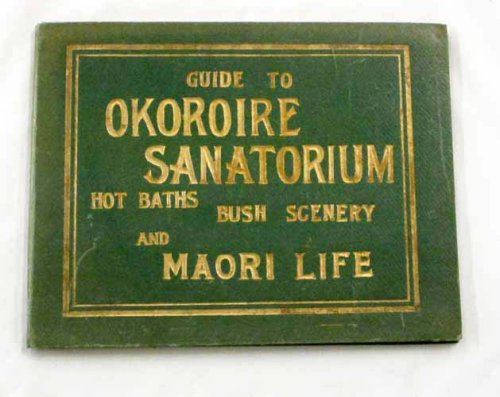 GUIDE TO
OKOROIRE
SANATORIUM
HOT BATHS
BUSH SCENERY
AND
MAORI LIFE